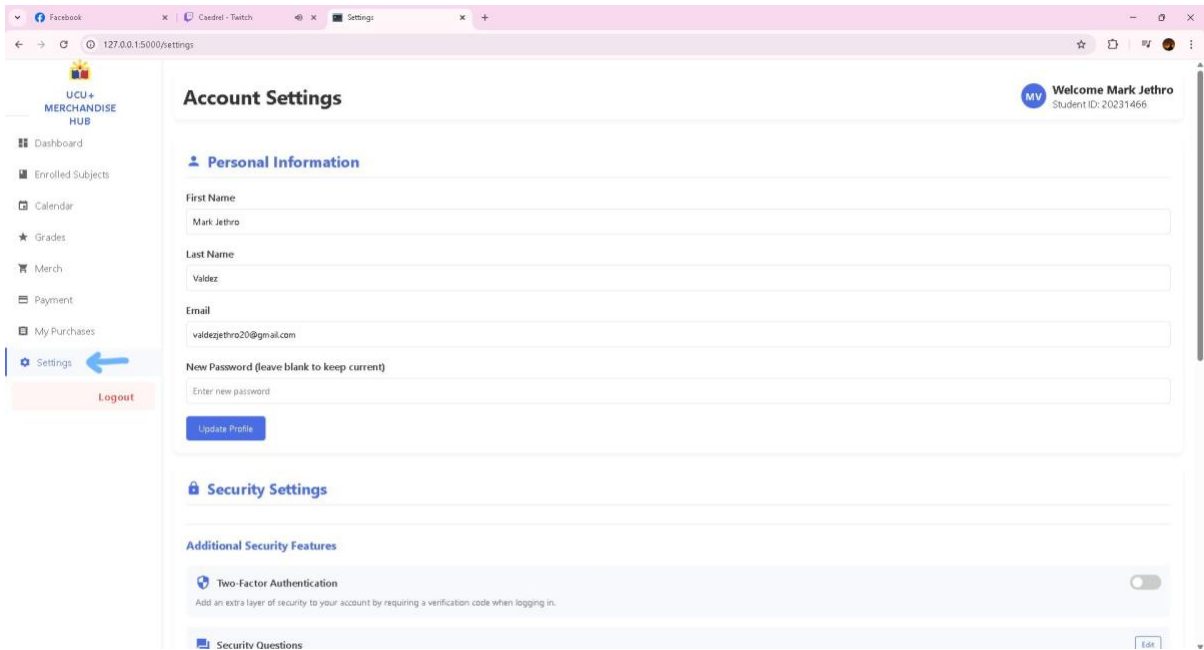 Facebook
Caedrel - Twitch
Settings
127.0.0.1:5000/settings
UCU+
MERCHANDISE
HUB
Dashboard
Enrolled Subjects
Calendar
Grades
Merch
Payment
My Purchases
Settings
Logout
Account Settings
MV
Welcome Mark Jethro
Student ID: 20231466
Personal Information
First Name
Mark Jethro
Last Name
Valdez
Email
valdezjethro20@gmail.com
New Password (leave blank to keep current)
Enter new password
Update Profile
Security Settings
Additional Security Features
Two-Factor Authentication
Add an extra layer of security to your account by requiring a verification code when logging in.
Security Questions
Edit